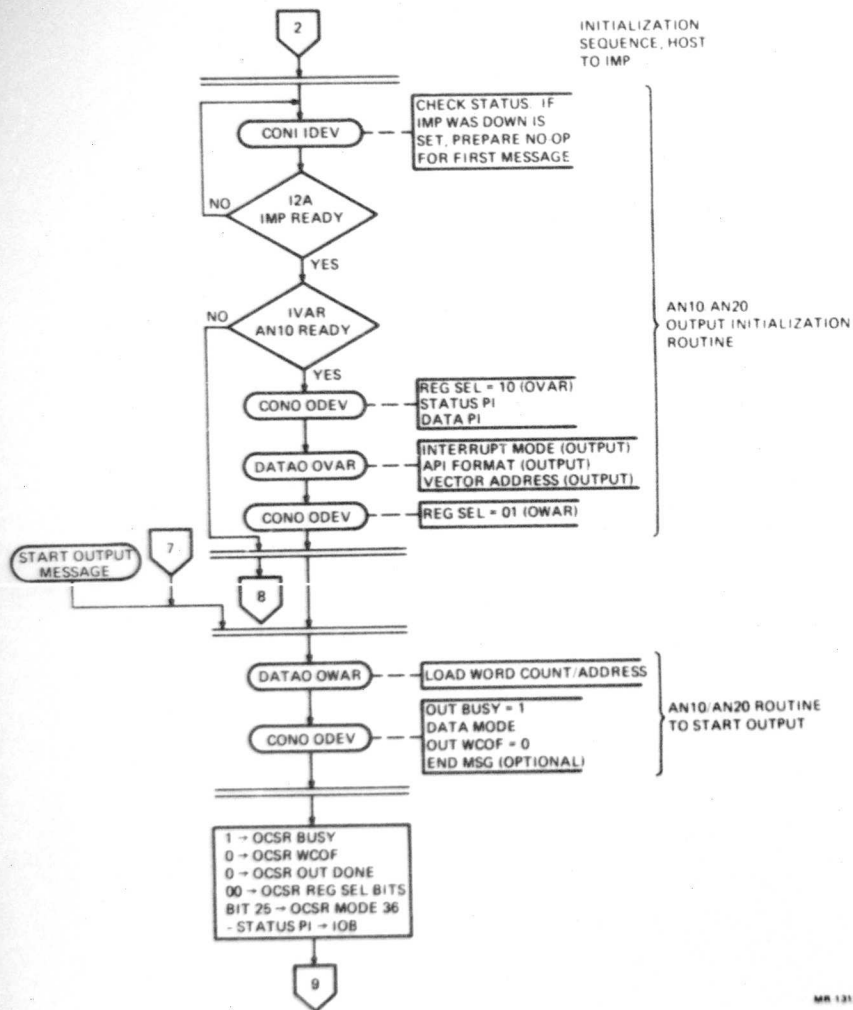 2
INITIALIZATION
SEQUENCE, HOST
TO IMP
CONI IDEV
CHECK STATUS. IF
IMP WAS DOWN IS
SET, PREPARE NO-OP
FOR FIRST MESSAGE
NO
I2A
IMP READY
YES
NO
IVAR
AN10 READY
YES
AN10 AN20
OUTPUT INITIALIZATION
ROUTINE
CONO ODEV
REG SEL = 10 (OVAR)
STATUS PI
DATA PI
DATAO OVAR
INTERRUPT MODE (OUTPUT)
API FORMAT (OUTPUT)
VECTOR ADDRESS (OUTPUT)
CONO ODEV
REG SEL = 01 (OWAR)
START OUTPUT
MESSAGE
7
8
DATAO OWAR
LOAD WORD COUNT/ADDRESS
CONO ODEV
OUT BUSY = 1
DATA MODE
OUT WCOF = 0
END MSG (OPTIONAL)
AN10/AN20 ROUTINE
TO START OUTPUT
1 → OCSR BUSY
0 → OCSR WCOF
0 → OCSR OUT DONE
00 → OCSR REG SEL BITS
BIT 25 → OCSR MODE 36
- STATUS PI → IOB
9
MR 131